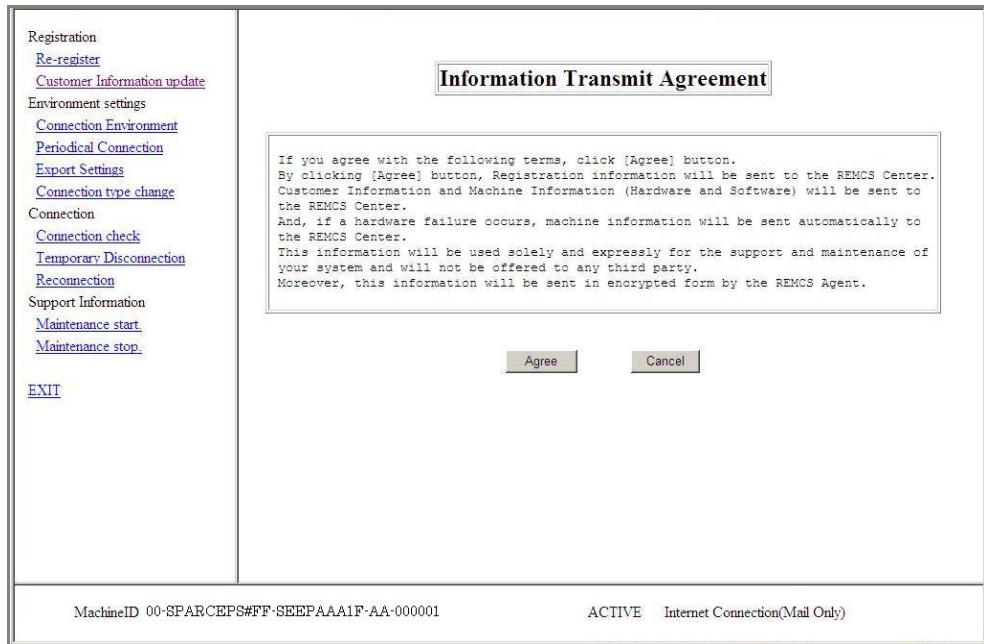 Registration
Re-register
Customer Information update
Environment settings
Connection Environment
Periodical Connection
Export Settings
Connection type change
Connection
Connection check
Temporary Disconnection
Reconnection
Support Information
Maintenance start.
Maintenance stop.
EXIT
Information Transmit Agreement
If you agree with the following terms, click [Agree] button.
By clicking [Agree] button, Registration information will be sent to the REMCS Center.
Customer Information and Machine Information (Hardware and Software) will be sent to
the REMCS Center.
And, if a hardware failure occurs, machine information will be sent automatically to
the REMCS Center.
This information will be used solely and expressly for the support and maintenance of
your system and will not be offered to any third party.
Moreover, this information will be sent in encrypted form by the REMCS Agent.
Agree Cancel
MachineID 00-SPARCEPS#FF-SEEPAAA1F-AA-000001 ACTIVE Internet Connection(Mail Only)